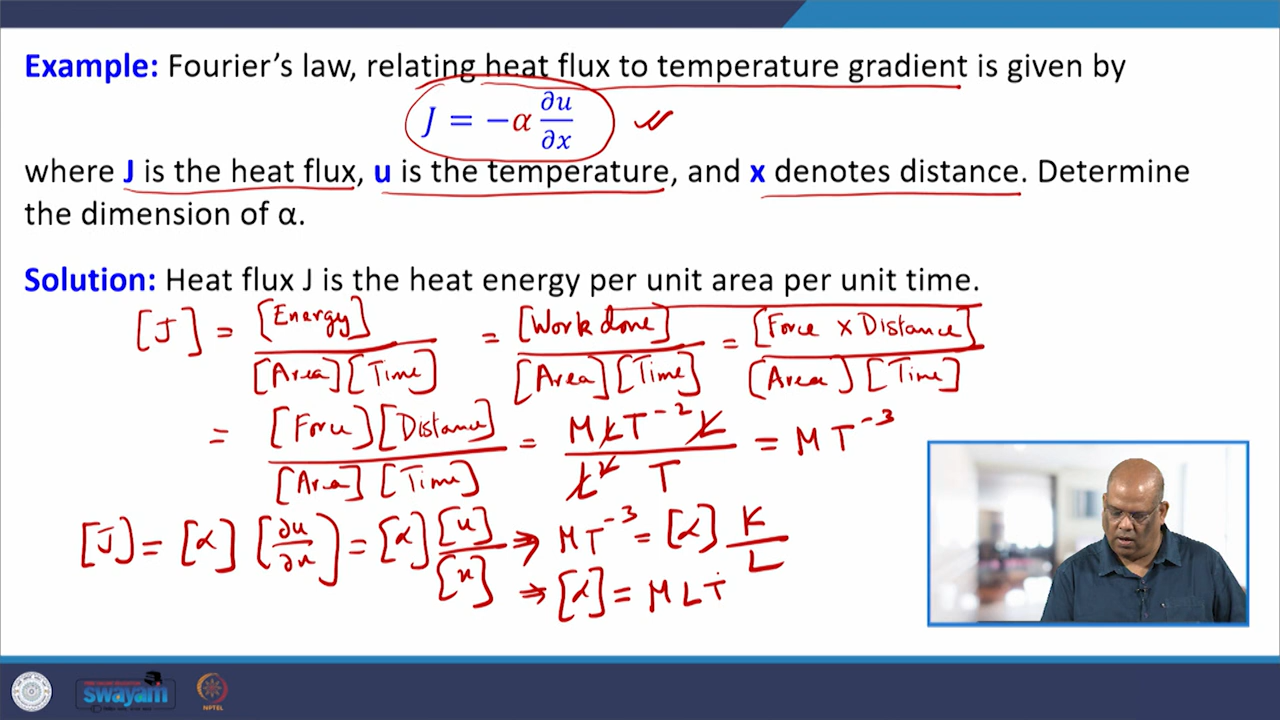 Example: Fourier's law, relating heat flux to temperature gradient is given by
J = −α ∂u/∂x
where J is the heat flux, u is the temperature, and x denotes distance. Determine
the dimension of α.
Solution: Heat flux J is the heat energy per unit area per unit time.
[J] = [Energy]/[Area][Time] = [Work done]/[Area][Time] = [Force x Distance]/[Area][Time]
= [Force][Distance]/[Area][Time] = MLT⁻² L/L² T = MT⁻³
[J] = [α][∂u/∂x] = [α] [u]/[x] ⇒ MT⁻³ = [α] K/L
⇒ [α] = MLT
swayam
NPTEL